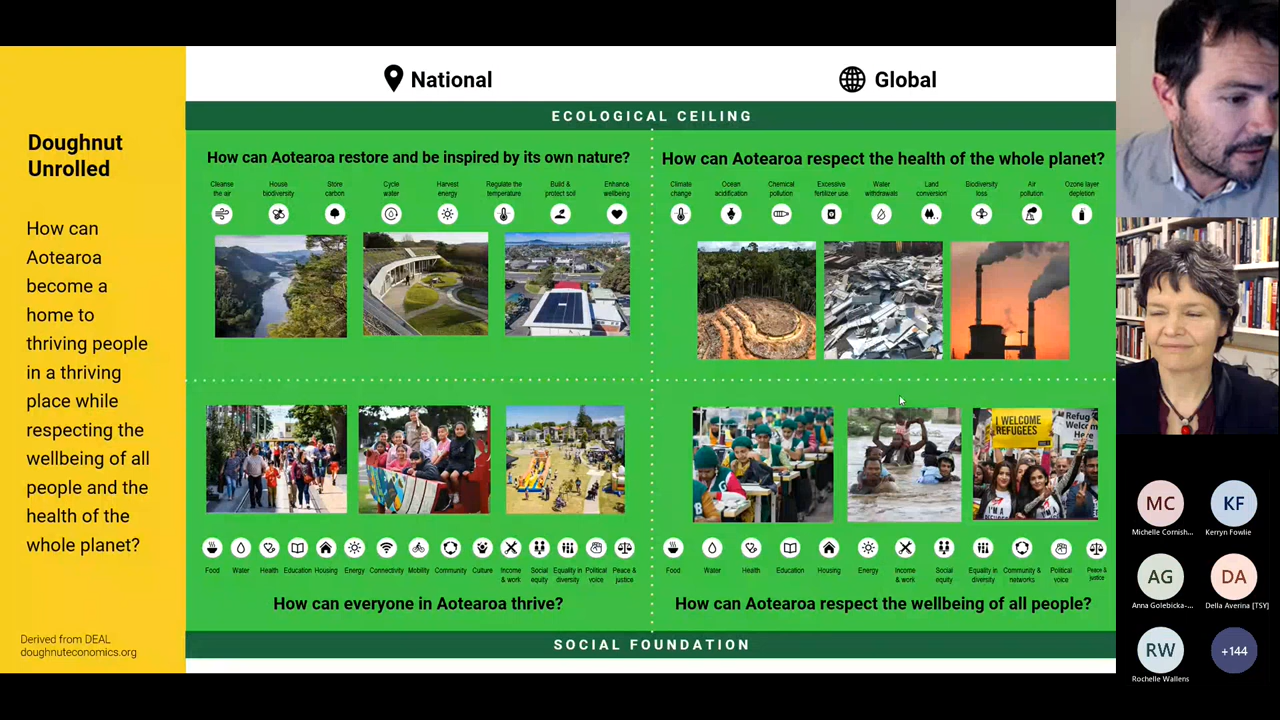 Doughnut
Unrolled
How can
Aotearoa
become a
home to
thriving people
in a thriving
place while
respecting the
wellbeing of all
people and the
health of the
whole planet?
Derived from DEAL
doughnuteconomics.org
National
Global
ECOLOGICAL CEILING
How can Aotearoa restore and be inspired by its own nature?
Cleanse
the air
House
biodiversity
Store
carbon
Cycle
water
Harvest
energy
Regulate the
temperature
Build &
protect soil
Enhance
wellbeing
How can Aotearoa respect the health of the whole planet?
Climate
change
Ocean
acidification
Chemical
pollution
Excessive
fertilizer use
Water
withdrawals
Land
conversion
Biodiversity
loss
Air
pollution
Ozone layer
depletion
I WELCOME
REFUGEES
Refug
Welcom
Here
I'M A
Food
Water
Health
Education
Housing
Energy
Connectivity
Mobility
Community
Culture
Income
& work
Social
equity
Equality in
diversity
Political
voice
Peace &
justice
How can everyone in Aotearoa thrive?
Food
Water
Health
Education
Housing
Energy
Income
& work
Social
equity
Equality in
diversity
Community &
networks
Political
voice
Peace &
justice
How can Aotearoa respect the wellbeing of all people?
SOCIAL FOUNDATION
MC
Michelle Cornish...
KF
Kerryn Fowlie
AG
Anna Golebicka-...
DA
Della Averina [TSY]
RW
Rochelle Wallens
+144